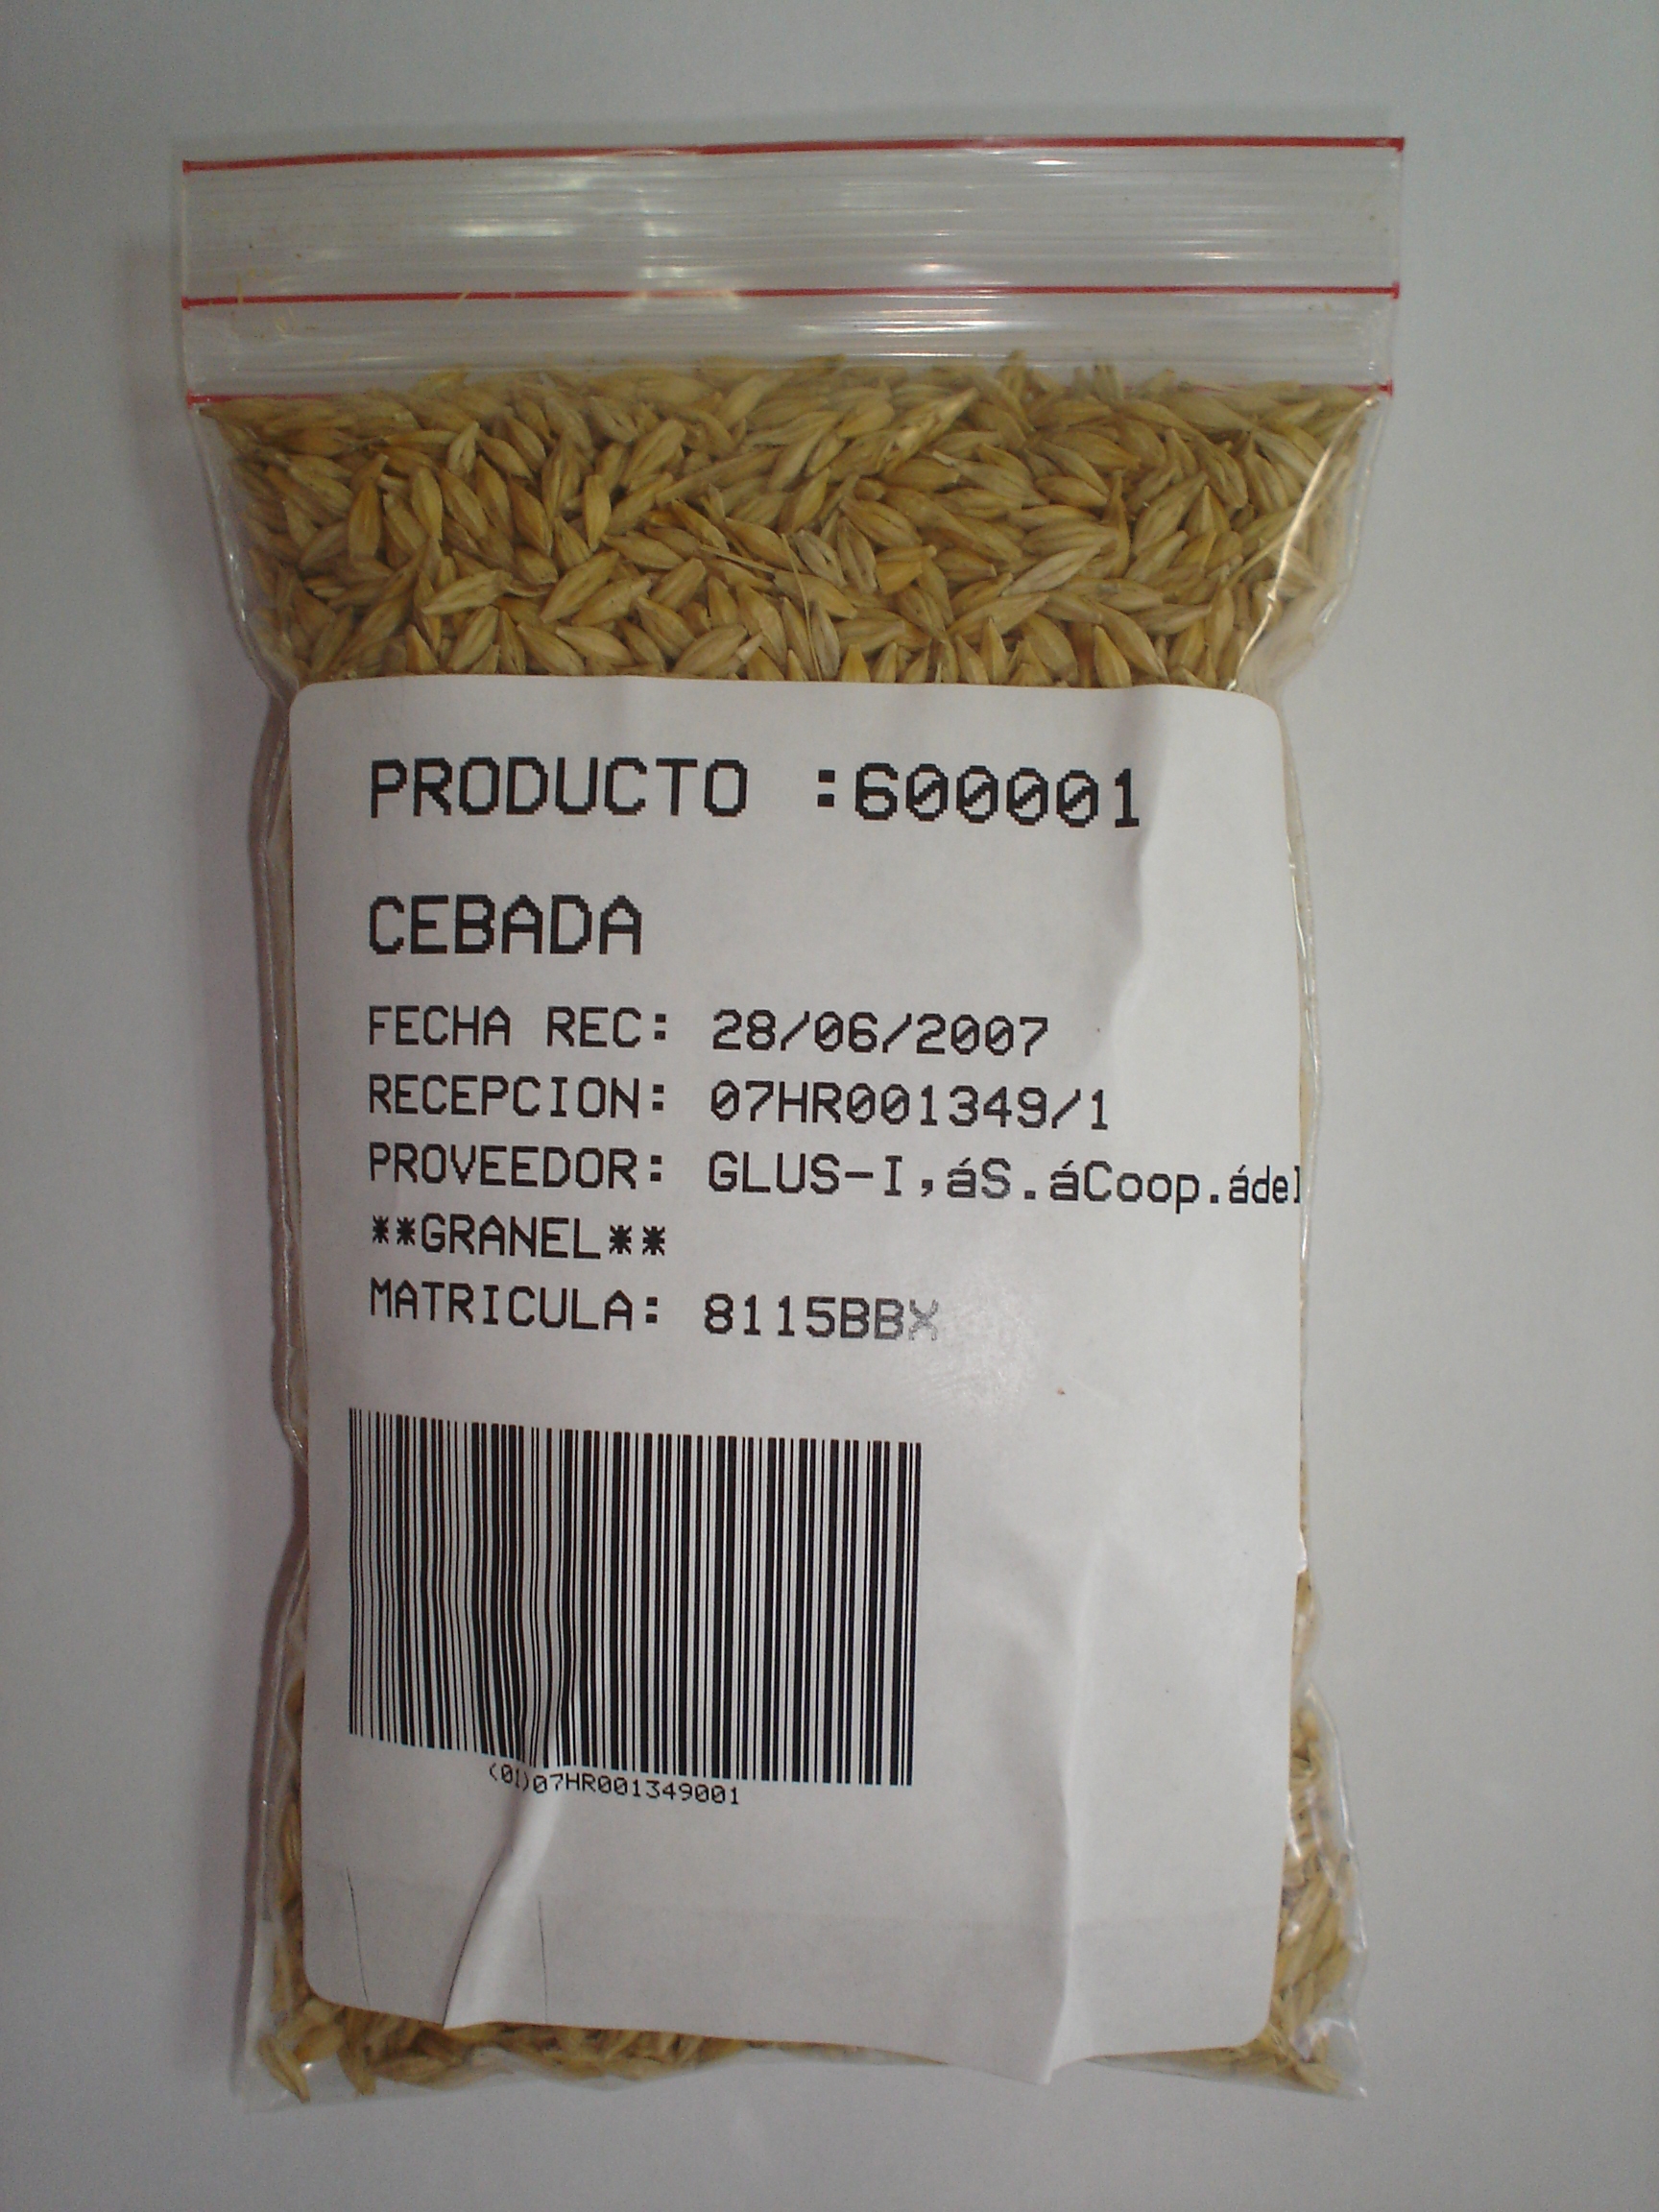 PRODUCTO :600001
CEBADA
FECHA REC: 28/06/2007
RECEPCION: 07HR001349/1
PROVEEDOR: GLUS-I,áS.áCoop.ádel
**GRANEL**
MATRICULA: 8115BBX
(01)07HR001349001